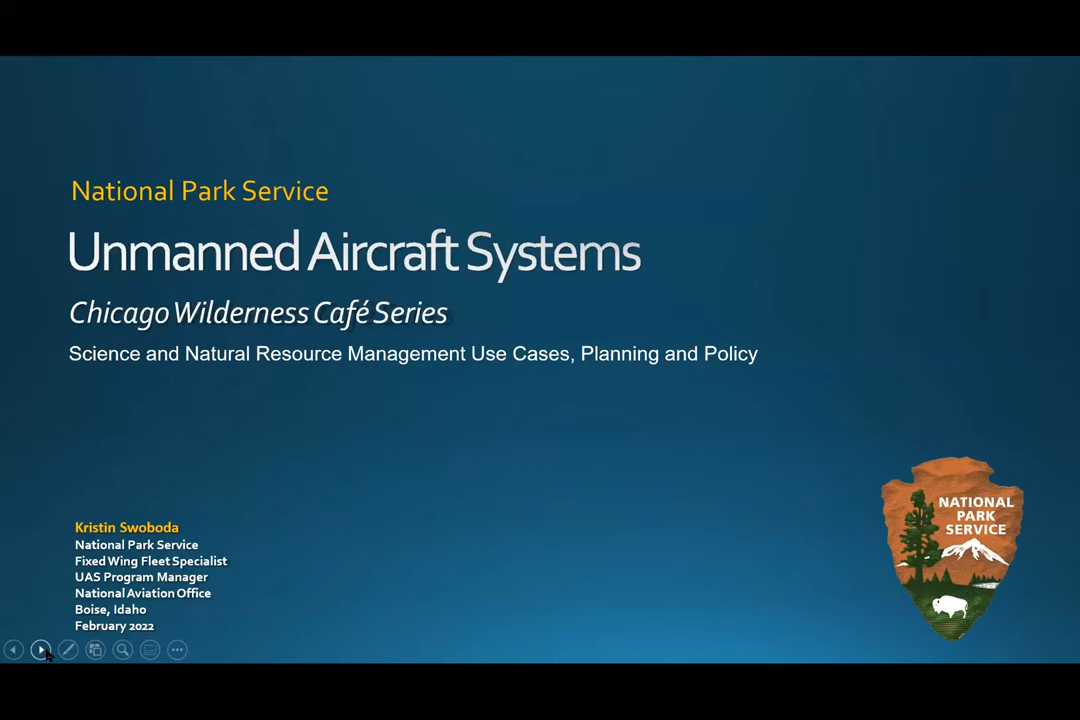 National Park Service
Unmanned Aircraft Systems
Chicago Wilderness Café Series
Science and Natural Resource Management Use Cases, Planning and Policy
Kristin Swoboda
National Park Service
Fixed Wing Fleet Specialist
UAS Program Manager
National Aviation Office
Boise, Idaho
February 2022
NATIONAL
PARK
SERVICE